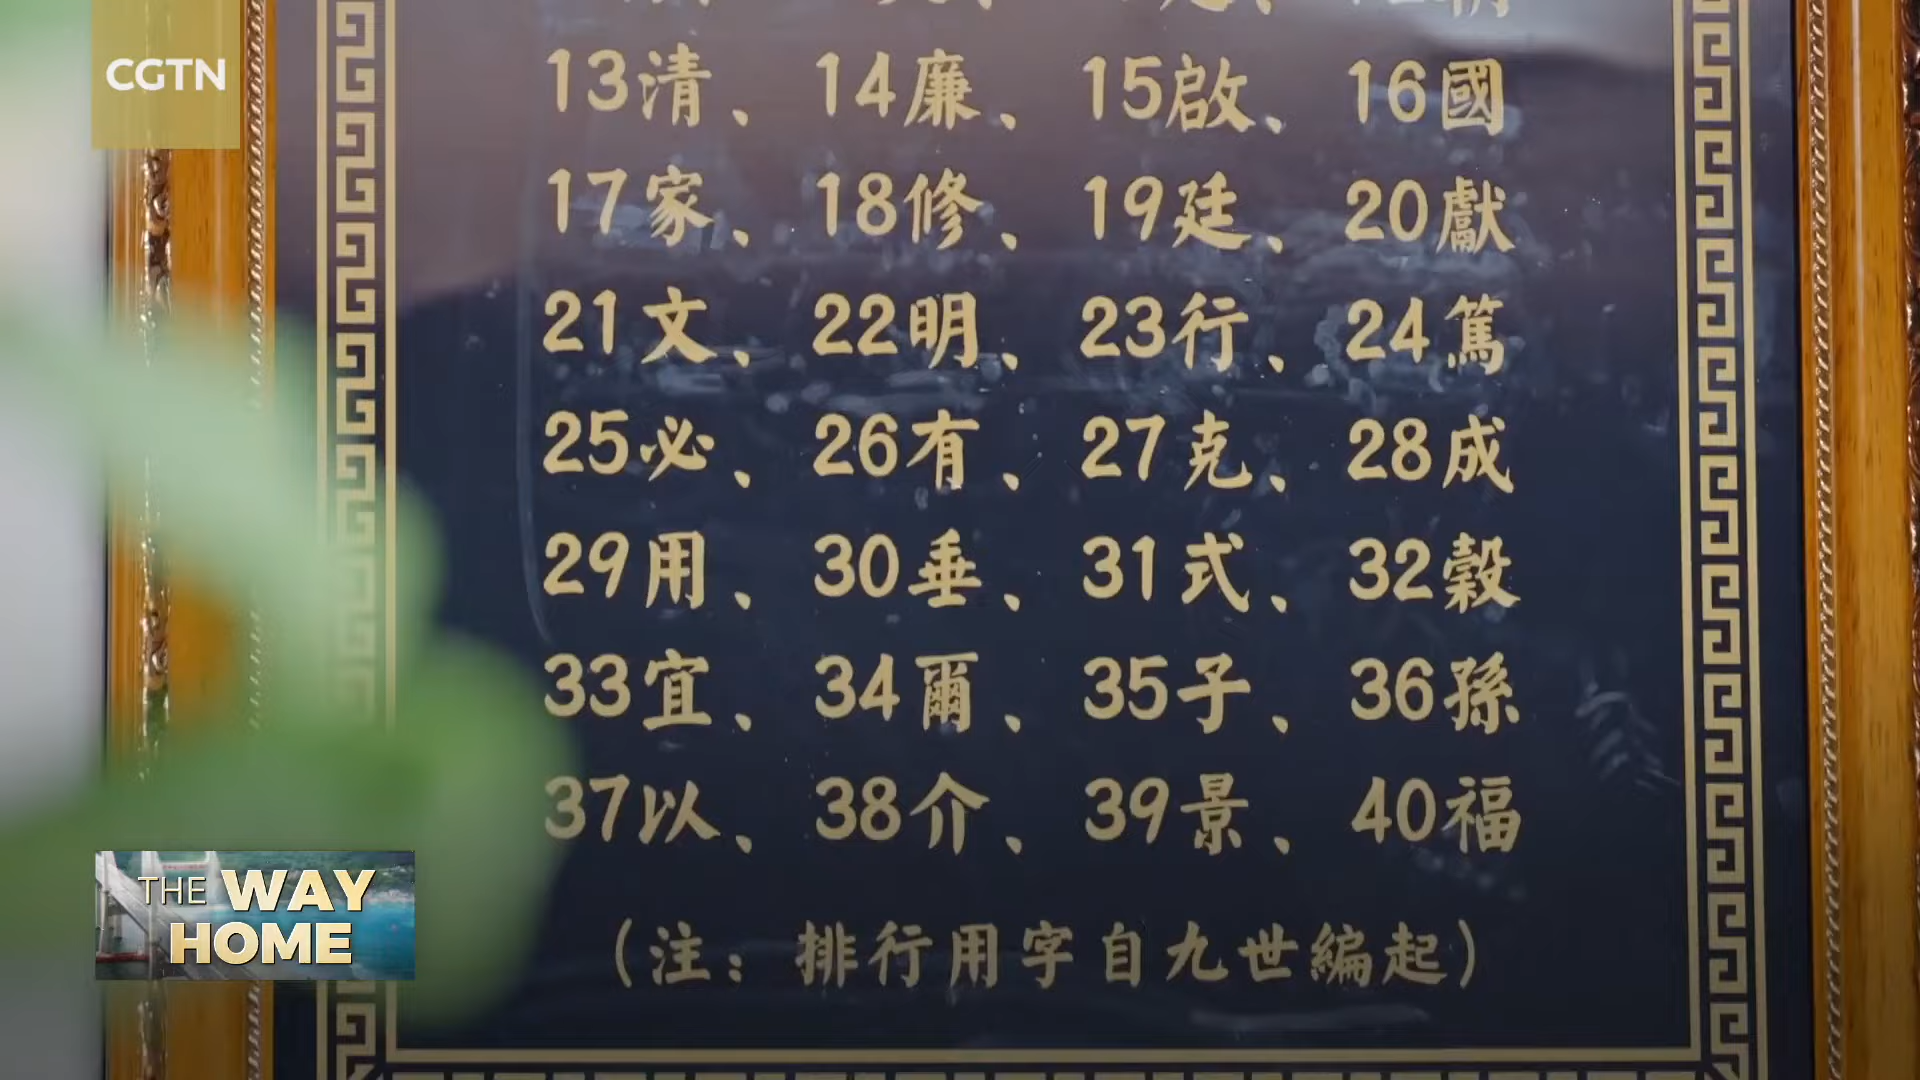 CGTN
13清、14廉、15啟、16國
17家、18修、19廷、20獻
21文、22明、23行、24篤
25必、26有、27克、28成
29用、30垂、31式、32穀
33宜、34爾、35子、36孫
37以、38介、39景、40福
(注：排行用字自九世編起)
THE WAY
HOME